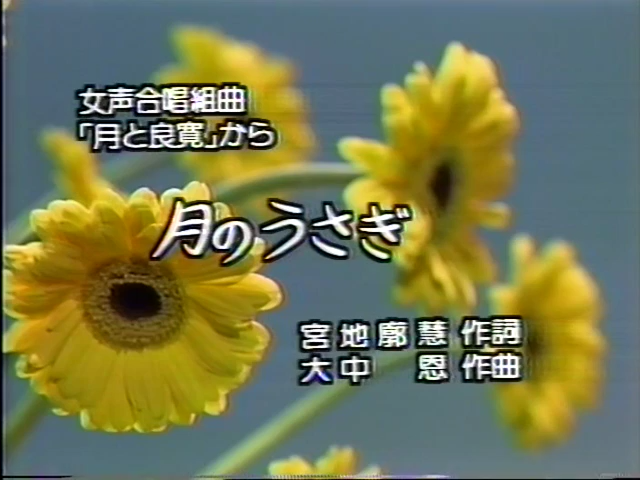 女声合唱組曲
「月と良寛」から
月のうさぎ
宮地廓慧 作詞
大中 恩 作曲